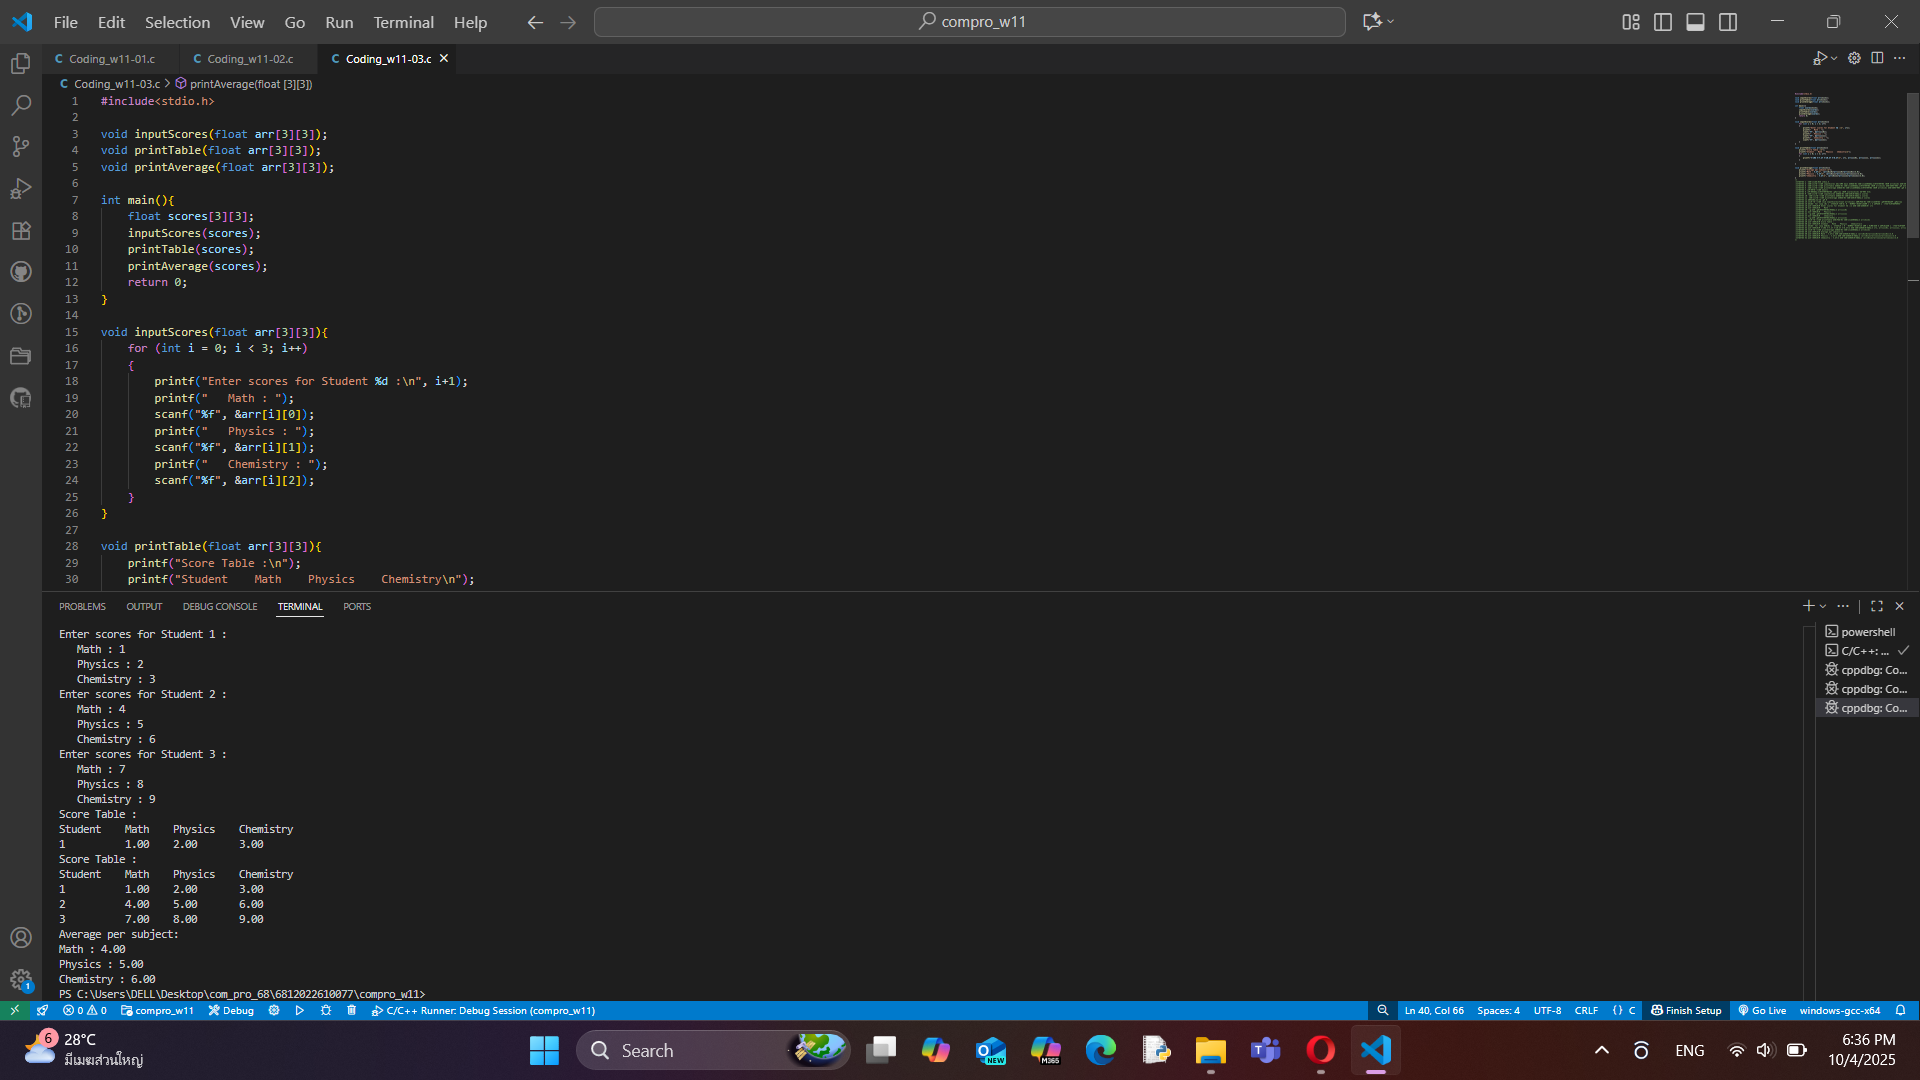 File Edit Selection View Go Run Terminal Help
compro_w11
C Coding_w11-01.c
C Coding_w11-02.c
C Coding_w11-03.c
C Coding_w11-03.c > printAverage(float [3][3])
1 #include<stdio.h>
2
3 void inputScores(float arr[3][3]);
4 void printTable(float arr[3][3]);
5 void printAverage(float arr[3][3]);
6
7 int main(){
8 float scores[3][3];
9 inputScores(scores);
10 printTable(scores);
11 printAverage(scores);
12 return 0;
13 }
14
15 void inputScores(float arr[3][3]){
16 for (int i = 0; i < 3; i++)
17 {
18 printf("Enter scores for Student %d :\n", i+1);
19 printf("   Math : ");
20 scanf("%f", &arr[i][0]);
21 printf("   Physics : ");
22 scanf("%f", &arr[i][1]);
23 printf("   Chemistry : ");
24 scanf("%f", &arr[i][2]);
25 }
26 }
27
28 void printTable(float arr[3][3]){
29 printf("Score Table :\n");
30 printf("Student    Math    Physics    Chemistry\n");
PROBLEMS OUTPUT DEBUG CONSOLE TERMINAL PORTS
Enter scores for Student 1 :
Math : 1
Physics : 2
Chemistry : 3
Enter scores for Student 2 :
Math : 4
Physics : 5
Chemistry : 6
Enter scores for Student 3 :
Math : 7
Physics : 8
Chemistry : 9
Score Table :
Student Math Physics Chemistry
1 1.00 2.00 3.00
Score Table :
Student Math Physics Chemistry
1 1.00 2.00 3.00
2 4.00 5.00 6.00
3 7.00 8.00 9.00
Average per subject:
Math : 4.00
Physics : 5.00
Chemistry : 6.00
PS C:\Users\DELL\Desktop\com_pro_68\6812022610077\compro_w11>
powershell
C/C++: ...
cppdbg: Co...
cppdbg: Co...
cppdbg: Co...
1
0 0 compro_w11 Debug C/C++ Runner: Debug Session (compro_w11)
Ln 40, Col 66 Spaces: 4 UTF-8 CRLF {} C Finish Setup Go Live windows-gcc-x64
6
28°C
มีเมฆส่วนใหญ่
Search
NEW
M365
ENG
6:36 PM
10/4/2025